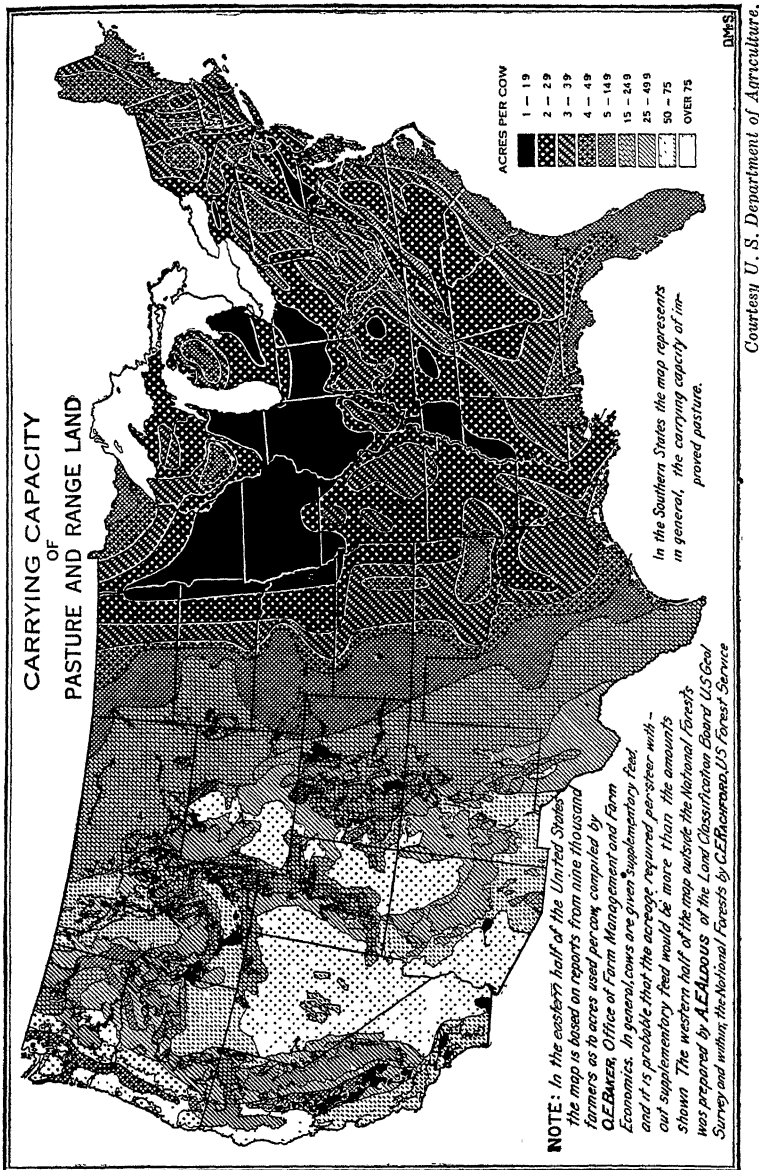 CARRYING CAPACITY
OF
PASTURE AND RANGE LAND
ACRES PER COW
1 – 19
2 – 29
3 – 39
4 – 49
5 – 149
15 – 249
25 – 499
50 – 75
OVER 75
In the Southern States the map represents
in general, the carrying capacity of im-
proved pasture.
NOTE: In the eastern half of the United States
the map is based on reports from nine thousand
farmers as to acres used per cow, compiled by
O.E.BAKER, Office of Farm Management and Farm
Economics. In general, cows are given supplementary feed,
and it is probable that the acreage required per steer with-
out supplementary feed would be more than the amounts
shown The western half of the map outside the National Forests
was prepared by A.E.ALDOUS of the Land Classification Board U.S Geol
Survey and within, the National Forests by C.E.RACHFORD, US Forest Service
D.McS.
Courtesy U. S. Department of Agriculture.